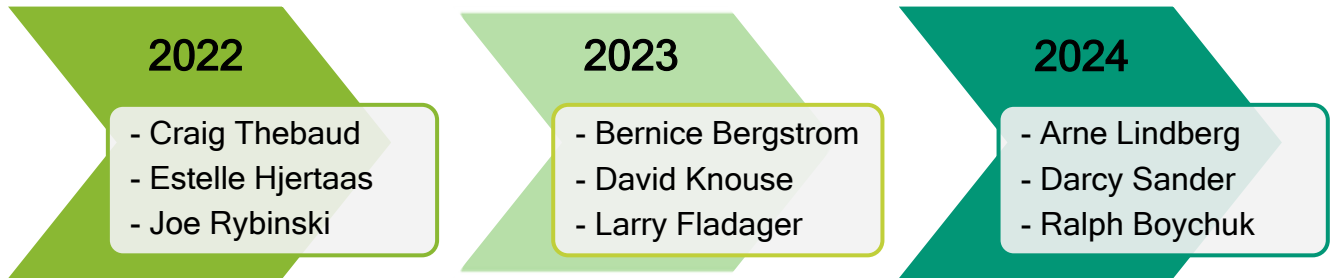 2022
- Craig Thebaud
- Estelle Hjertaas
- Joe Rybinski
2023
- Bernice Bergstrom
- David Knouse
- Larry Fladager
2024
- Arne Lindberg
- Darcy Sander
- Ralph Boychuk